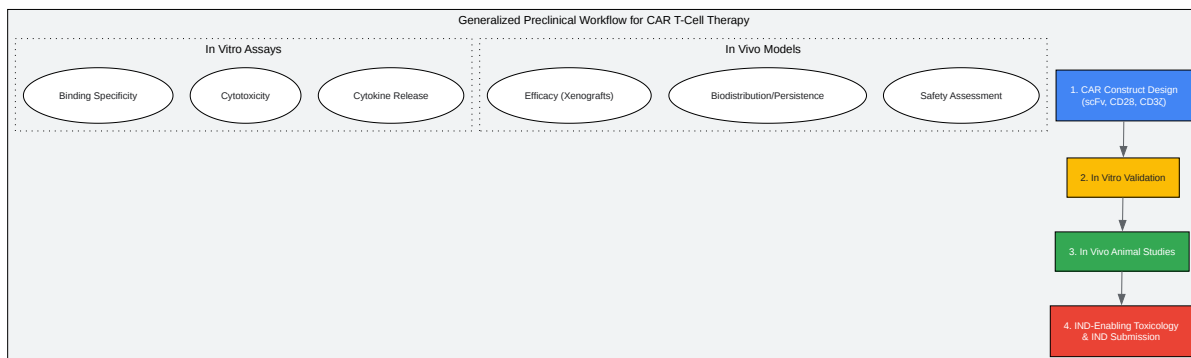 Generalized Preclinical Workflow for CAR T-Cell Therapy
In Vitro Assays
Binding Specificity
Cytotoxicity
Cytokine Release
In Vivo Models
Efficacy (Xenografts)
Biodistribution/Persistence
Safety Assessment
1. CAR Construct Design
(scFv, CD28, CD3ζ)
2. In Vitro Validation
3. In Vivo Animal Studies
4. IND-Enabling Toxicology
& IND Submission